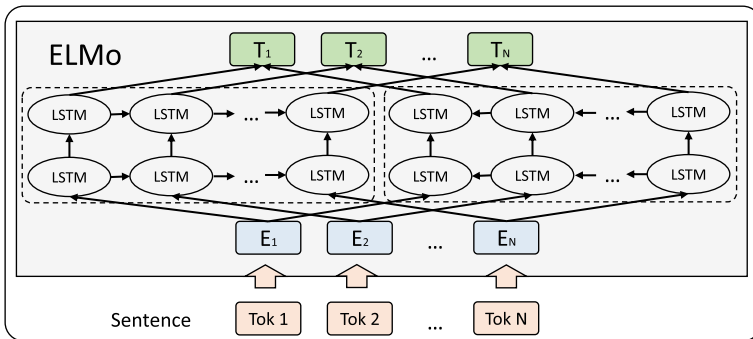 ELMo
T1 T2 ... TN
LSTM LSTM ... LSTM LSTM LSTM ... LSTM
LSTM LSTM ... LSTM LSTM LSTM ... LSTM
E1 E2 ... EN
Sentence Tok 1 Tok 2 ... Tok N